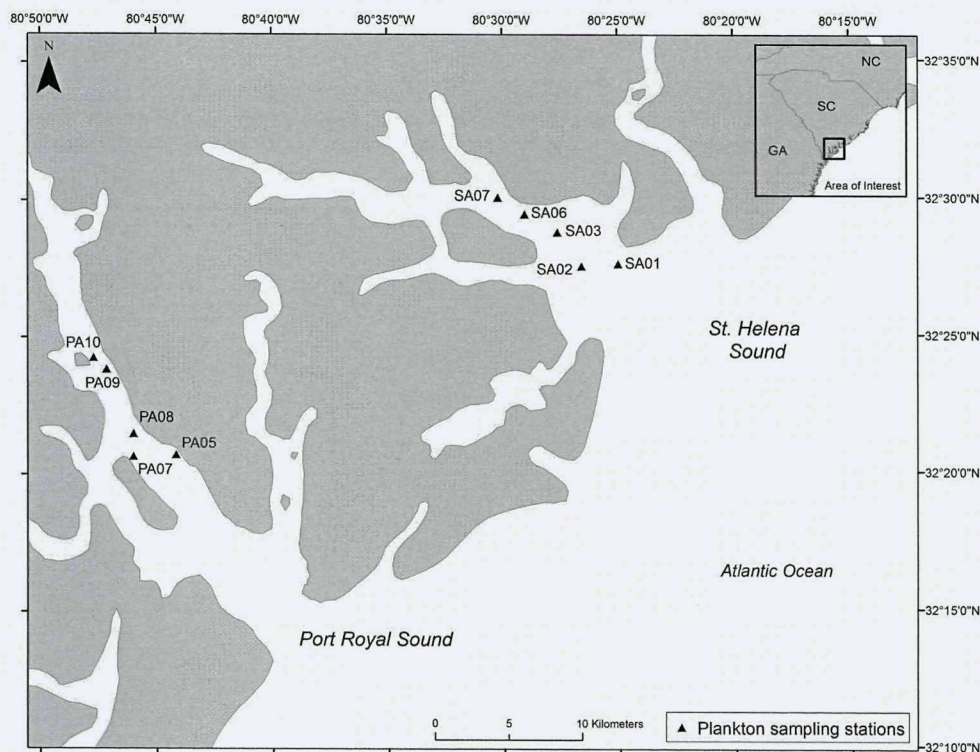 80°50'0"W 80°45'0"W 80°40'0"W 80°35'0"W 80°30'0"W 80°25'0"W 80°20'0"W 80°15'0"W
N
NC
SC
GA
Area of Interest
32°35'0"N
32°30'0"N
32°25'0"N
32°20'0"N
32°15'0"N
32°10'0"N
SA07
SA06
SA03
SA02
SA01
St. Helena
Sound
PA10
PA09
PA08
PA05
PA07
Atlantic Ocean
Port Royal Sound
0 5 10 Kilometers
Plankton sampling stations